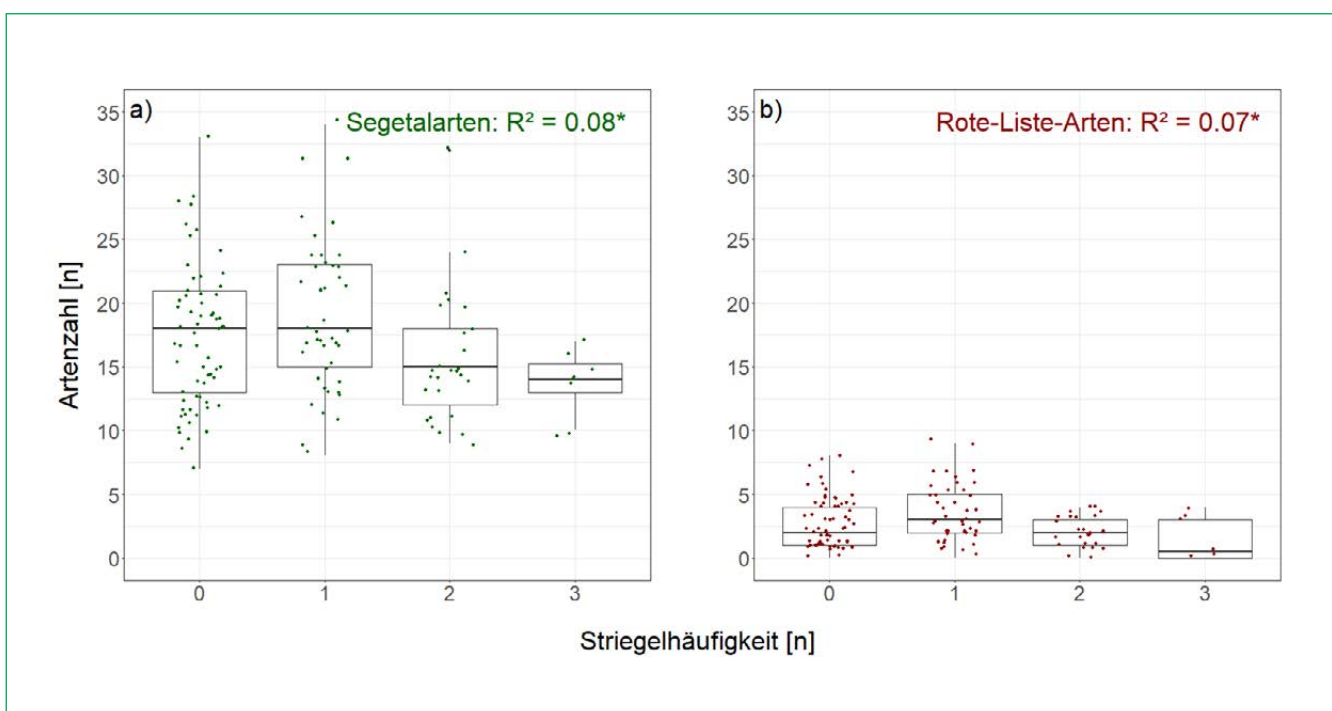 a)
Segetalarten: R² = 0.08*
b)
Rote-Liste-Arten: R² = 0.07*
Artenzahl [n]
35
30
25
20
15
10
5
0
0 1 2 3
35
30
25
20
15
10
5
0
0 1 2 3
Striegelhäufigkeit [n]